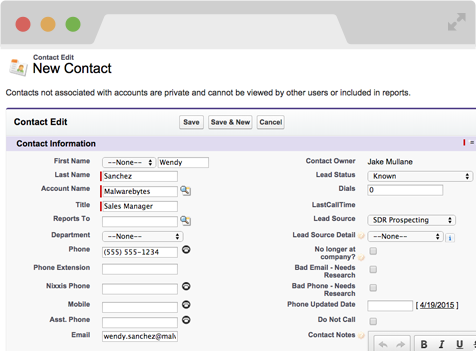 Contact Edit
New Contact
Contacts not associated with accounts are private and cannot be viewed by other users or included in reports.
Contact Edit Save Save & New Cancel
Contact Information
First Name --None-- Wendy
Last Name Sanchez
Account Name Malwarebytes
Title Sales Manager
Reports To
Department --None--
Phone (555) 555-1234
Phone Extension
Nixxis Phone
Mobile
Asst. Phone
Email wendy.sanchez@malw
Contact Owner Jake Mullane
Lead Status Known
Dials 0
LastCallTime
Lead Source SDR Prospecting
Lead Source Detail --None--
No longer at
company?
Bad Email - Needs
Research
Bad Phone - Needs
Research
Phone Updated Date [ 4/19/2015 ]
Do Not Call
Contact Notes B I U